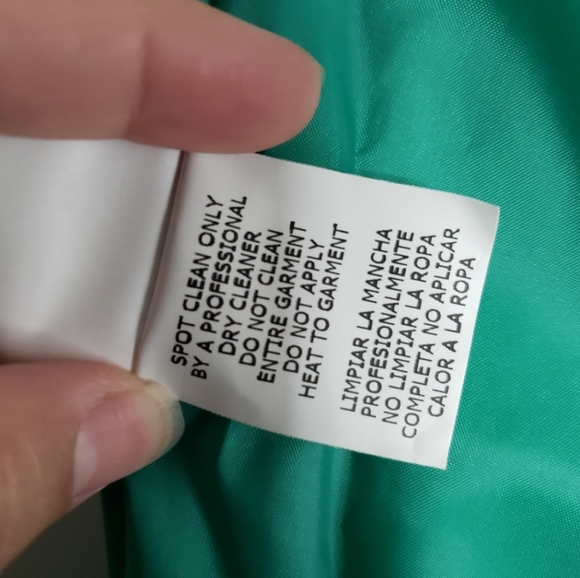 SPOT CLEAN ONLY
BY A PROFESSIONAL
DRY CLEANER
DO NOT CLEAN
ENTIRE GARMENT
DO NOT APPLY
HEAT TO GARMENT
LIMPIAR LA MANCHA
PROFESIONALMENTE
NO LIMPIAR LA ROPA
COMPLETA NO APLICAR
CALOR A LA ROPA